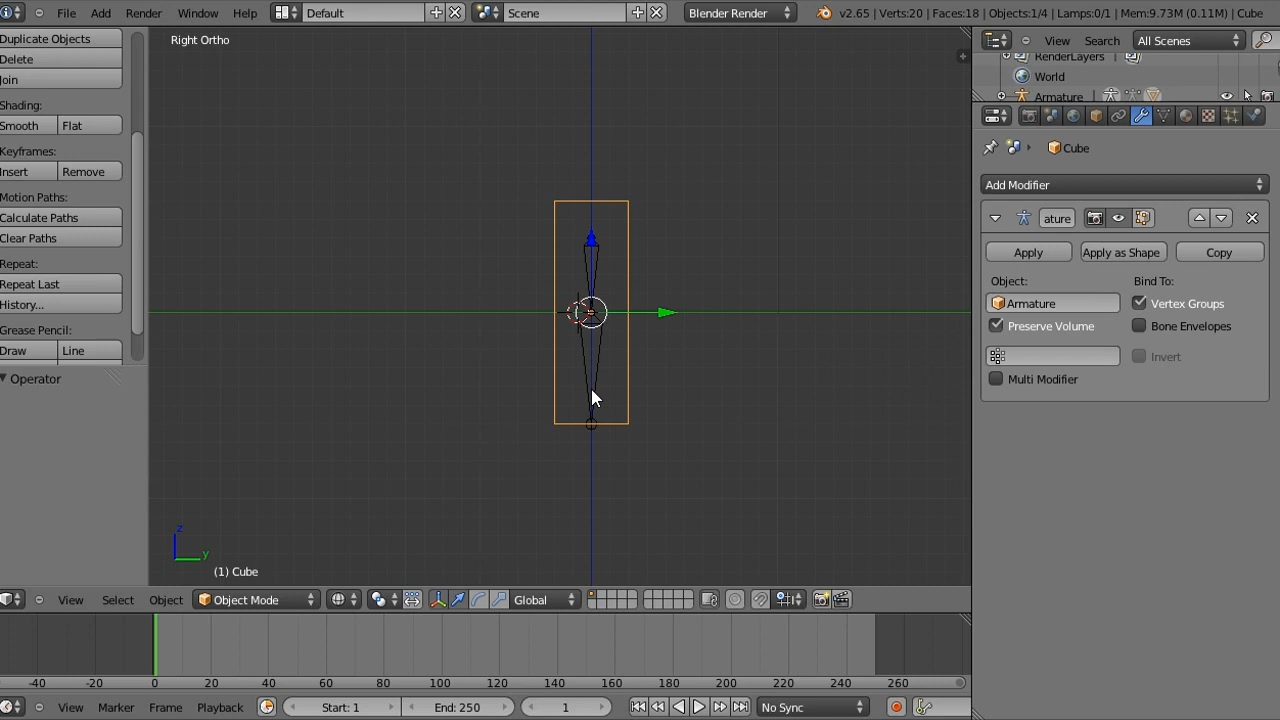 File Add Render Window Help Default Scene Blender Render v2.65 | Verts:20 | Faces:18 | Objects:1/4 | Lamps:0/1 | Mem:9.73M (0.11M) | Cube
Duplicate Objects
Delete
Join
Shading:
Smooth Flat
Keyframes:
Insert Remove
Motion Paths:
Calculate Paths
Clear Paths
Repeat:
Repeat Last
History...
Grease Pencil:
Draw Line
Operator
Right Ortho
z
y
(1) Cube
View Search All Scenes
RenderLayers |
World
Armature |
Cube
Add Modifier
ature
Apply Apply as Shape Copy
Object: Bind To:
Armature Vertex Groups
Preserve Volume Bone Envelopes
Invert
Multi Modifier
View Select Object Object Mode Global
-40 -20 0 20 40 60 80 100 120 140 160 180 200 220 240 260
View Marker Frame Playback Start: 1 End: 250 1 No Sync